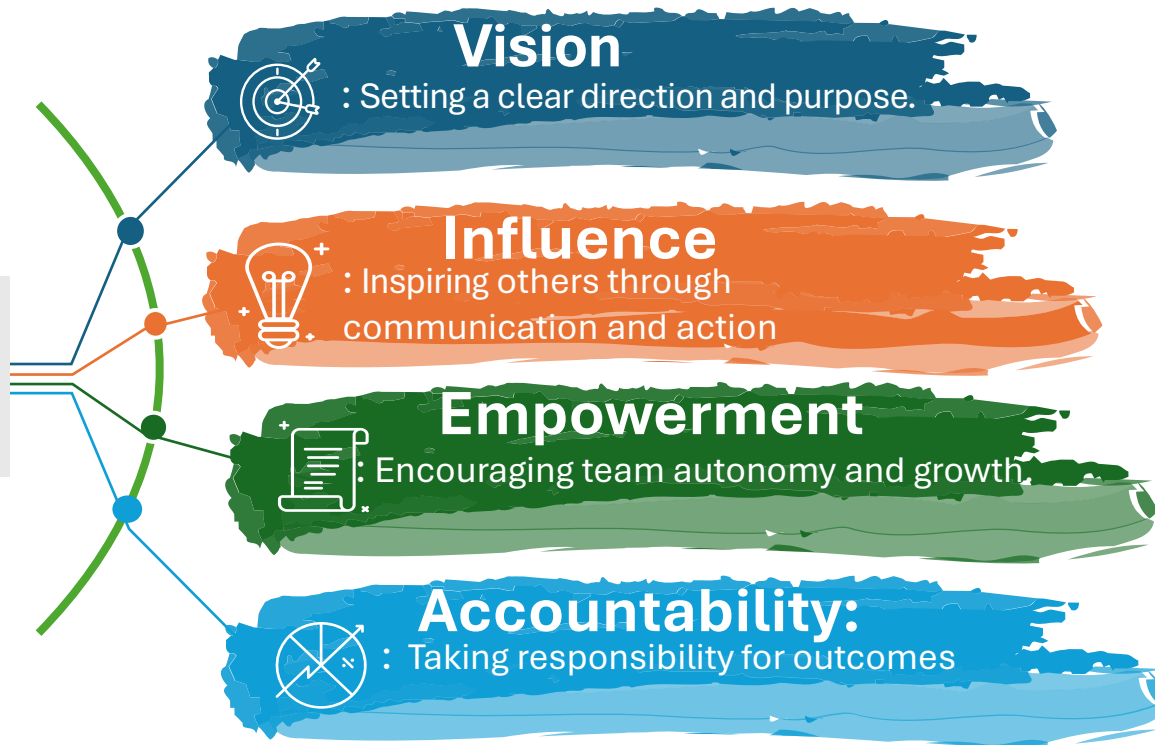 Vision
: Setting a clear direction and purpose.
Influence
: Inspiring others through
communication and action
Empowerment
: Encouraging team autonomy and growth
Accountability:
: Taking responsibility for outcomes